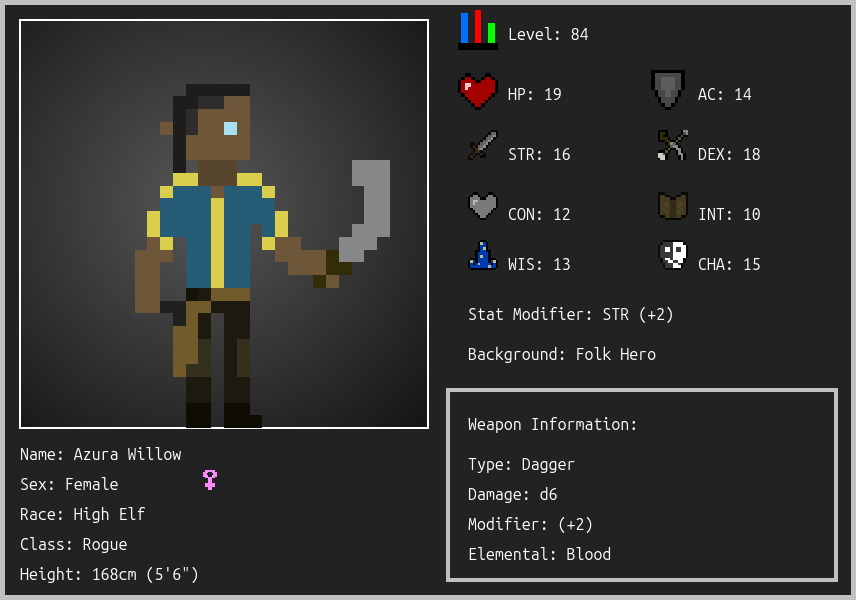 Level: 84
HP: 19
AC: 14
STR: 16
DEX: 18
CON: 12
INT: 10
WIS: 13
CHA: 15
Stat Modifier: STR (+2)
Background: Folk Hero
Weapon Information:
Type: Dagger
Damage: d6
Modifier: (+2)
Elemental: Blood
Name: Azura Willow
Sex: Female
Race: High Elf
Class: Rogue
Height: 168cm (5'6")